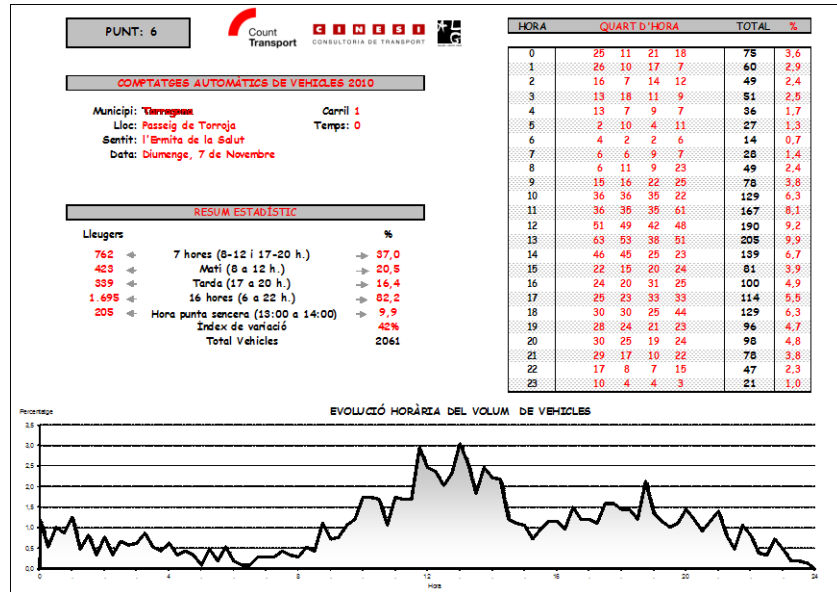 PUNT: 6
Count
Transport
CINESI
CONSULTORIA DE TRANSPORT
COMPTATGES AUTOMÀTICS DE VEHICLES 2010
Municipi: Carril 1
Lloc: Passeig de Torroja Temps: 0
Sentit: l'Ermita de la Salut
Data: Diumenge, 7 de Novembre
RESUM ESTADÍSTIC
Lleugers %
762 7 hores (8-12 i 17-20 h.) 37,0
423 Matí (8 a 12 h.) 20,5
339 Tarda (17 a 20 h.) 16,4
1.695 16 hores (6 a 22 h.) 82,2
205 Hora punta sencera (13:00 a 14:00) 9,9
Índex de variació 42%
Total Vehicles 2061
HORA QUART D'HORA TOTAL %
0 25 11 21 18 75 3,6
1 26 10 17 7 60 2,9
2 16 7 14 12 49 2,4
3 13 18 11 9 51 2,5
4 13 7 9 7 36 1,7
5 2 10 4 11 27 1,3
6 4 2 2 6 14 0,7
7 6 6 9 7 28 1,4
8 6 11 9 23 49 2,4
9 15 16 22 25 78 3,8
10 36 36 35 22 129 6,3
11 36 35 35 61 167 8,1
12 51 49 42 48 190 9,2
13 63 53 38 51 205 9,9
14 46 45 25 23 139 6,7
15 22 15 20 24 81 3,9
16 24 20 31 25 100 4,9
17 25 23 33 33 114 5,5
18 30 30 25 44 129 6,3
19 28 24 21 23 96 4,7
20 30 25 19 24 98 4,8
21 29 17 10 22 78 3,8
22 17 8 7 15 47 2,3
23 10 4 4 3 21 1,0
EVOLUCIÓ HORÀRIA DEL VOLUM DE VEHICLES
Percentatge
3,5
3,0
2,5
2,0
1,5
1,0
0,5
0,0
0 4 8 12 16 20 24
Hora